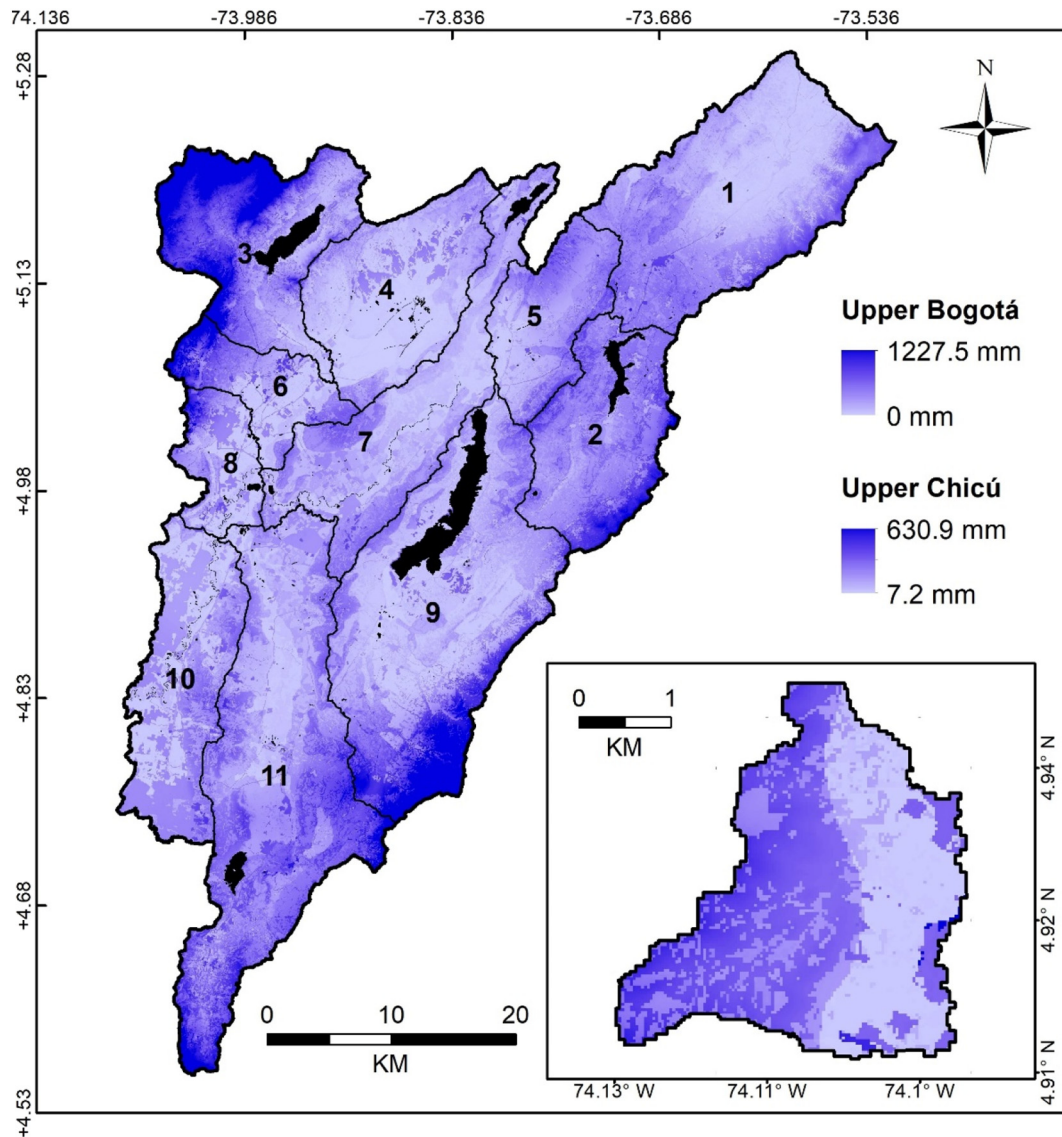 74.136 -73.986 -73.836 -73.686 -73.536
+5.28
+5.13
+4.98
+4.83
+4.68
+4.53
N
1
3
4
5
6
2
7
8
9
10
11
Upper Bogotá
1227.5 mm
0 mm
Upper Chicú
630.9 mm
7.2 mm
0 10 20
KM
0 1
KM
4.94° N
4.92° N
4.91° N
74.13° W 74.11° W 74.1° W